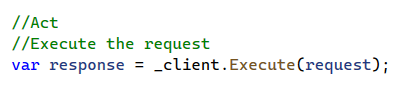 //Act
//Execute the request
var response = _client.Execute(request);